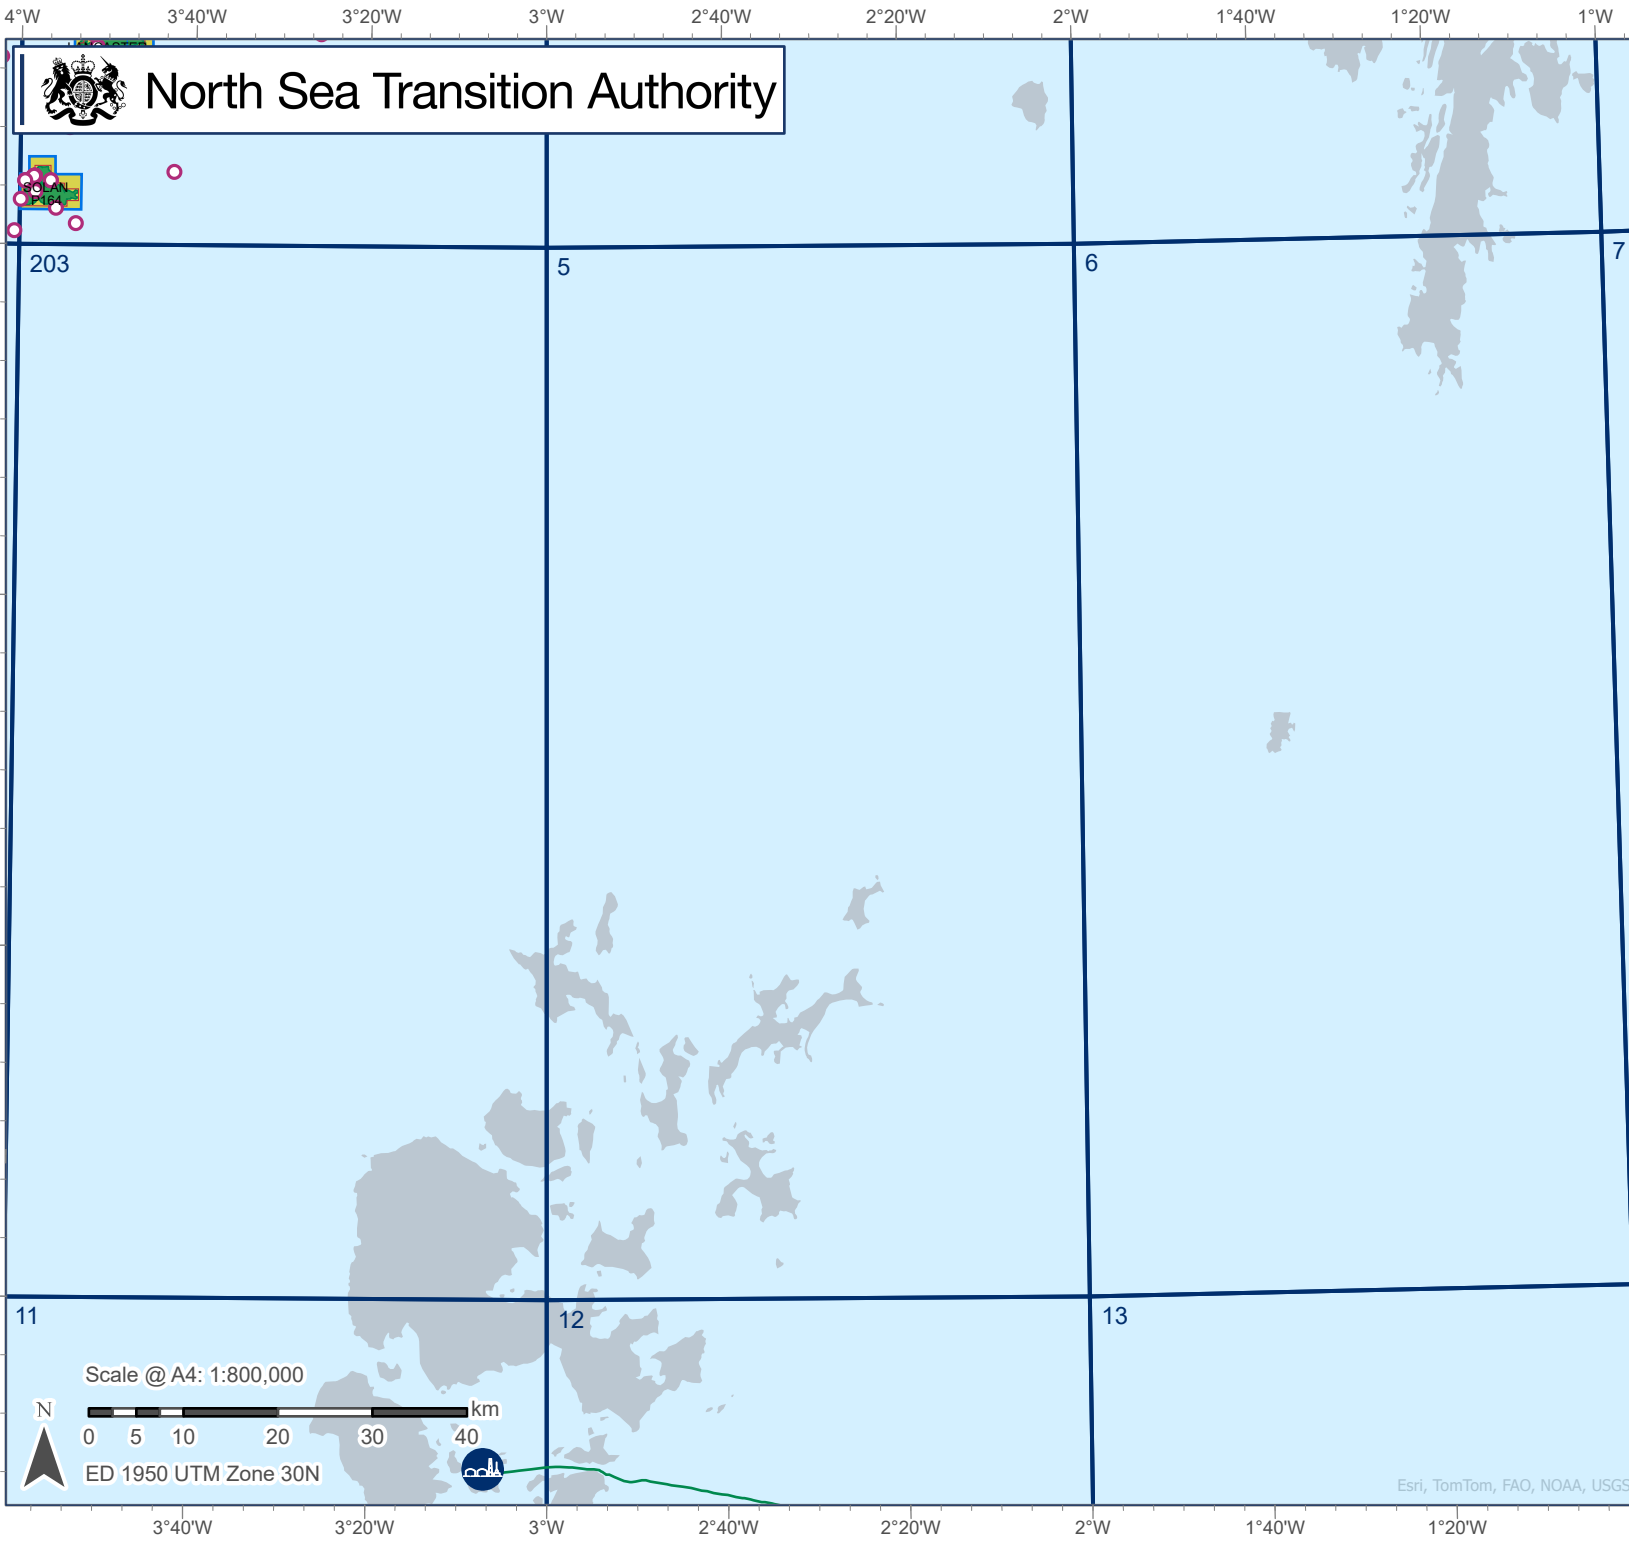 4°W 3°40'W 3°20'W 3°W 2°40'W 2°20'W 2°W 1°40'W 1°20'W 1°W
LANCASTER
North Sea Transition Authority
SOLAN
P164
203 5 6 7
11 12 13
Scale @ A4: 1:800,000
N
km
0 5 10 20 30 40
ED 1950 UTM Zone 30N
Esri, TomTom, FAO, NOAA, USGS
3°40'W 3°20'W 3°W 2°40'W 2°20'W 2°W 1°40'W 1°20'W